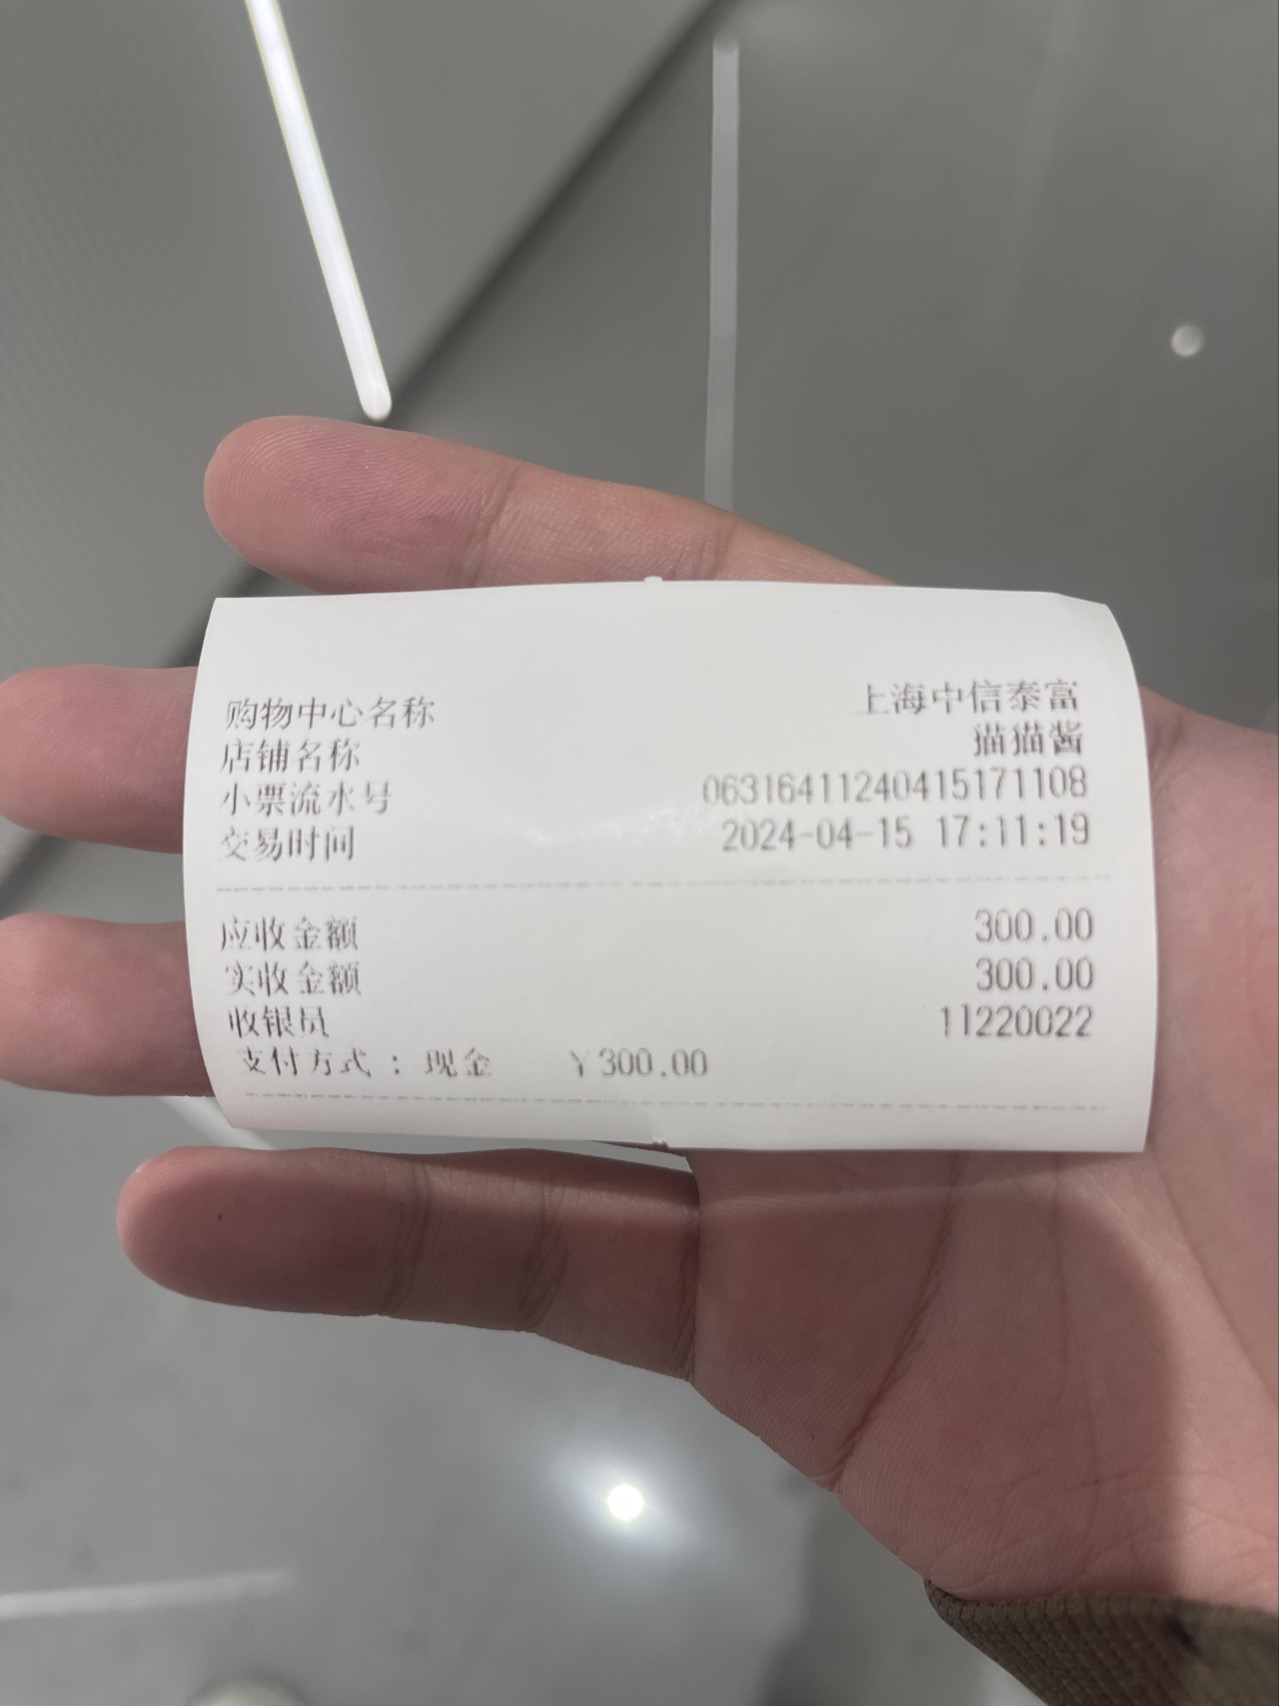 购物中心名称 上海中信泰富
店铺名称 猫猫酱
小票流水号 06316411240415171108
交易时间 2024-04-15 17:11:19
应收金额 300.00
实收金额 300.00
收银员 11220022
支付方式 : 现金 ¥300.00